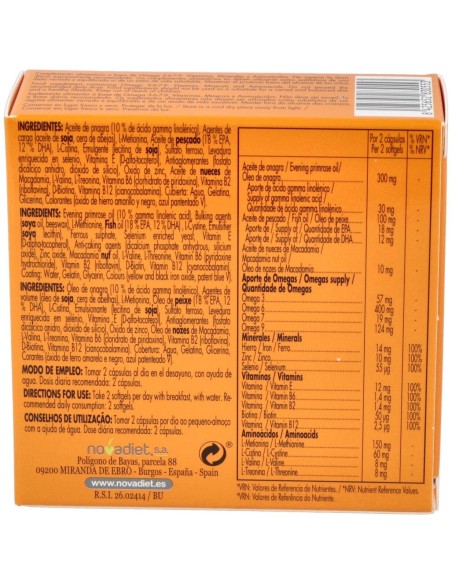 INGREDIENTES: Aceite de onagra (10 % de ácido gamma linolénico), Agentes de
carga (aceite de soja, cera de abejas), L-Metionina, Aceite de pescado (18 % EPA,
12 % DHA), L-Cistina, Emulgente (lecitina de soja), Sulfato ferroso, Levadura
enriquecida en selenio, Vitamina E (D-alfa-tocoferol), Antiaglomerantes (fosfato
dicálcico anhidro, dióxido de silicio), Óxido de zinc, Aceite de nueces de
Macadamia, L-Valina, L-Treonina, Vitamina B6 (clorhidrato de piridoxina), Vitamina B2
(riboflavina), D-Biotina, Vitamina B12 (cianocobalamina), Cubierta: Agua, Gelatina,
Glicerina, Colorantes (óxidos de hierro amarillo y negro, azul patente V).
INGREDIENTS: Evening primrose oil (10% gamma linolenic acid), Bulking agents
(soya oil, beeswax), L-Methionine, Fish oil (18% EPA, 12 % DHA), L-Cystine, Emulsifier
(soya lecithin), Ferrous sulphate, Selenium enriched yeast, Vitamin E
(D-alpha-tocopherol), Anti-caking agents (dicalcium phosphate anhydrous, silicon
dioxide), Zinc oxide, Macadamia nut oil, L-Valine, L-Threonine, Vitamin B6 (pyridoxine
hydrochloride), Vitamin B2 (riboflavin), D-Biotin, Vitamin B12 (cyanocobalamin),
Coating: Water, Gelatin, Glycerin, Colours (yellow and black iron oxide, patent blue V).
INGREDIENTES: Óleo de onagra (10 % de ácido gama linolénico), Agentes de
volume (óleo de soja, cera de abelhas), L-Metionina, Óleo de peixe (18 % EPA, 12
% DHA), L-Cistina, Emulsionante (lecitina de soja), Sulfato ferroso, Levedura
enriquecida em selénio, Vitamina E (D-alfa-tocoferol), Antiaglomerantes (fosfato
dicálcico anidro, dióxido de silício), Óxido de zinco, Óleo de nozes de Macadamia,
L-Valina, L-Treonina, Vitamina B6 (cloridrato de piridoxina), Vitamina B2 (riboflavina),
D-Biotina, Vitamina B12 (cianocobalamina), Cobertura: Água, Gelatina, Glicerina,
Corantes (óxido de ferro amarelo e negro, azul patenteado V).
MODO DE EMPLEO: Tomar 2 cápsulas al día en el desayuno, con ayuda de
agua. Dosis diaria recomendada: 2 cápsulas.
DIRECTIONS FOR USE: Take 2 softgels per day with breakfast, with water. Re-
commended daily consumption: 2 softgels.
CONSELHOS DE UTILIZAÇÃO: Tomar 2 cápsulas por dia ao pequeno-almoço
com a ajuda de água. Dose diária recomendada: 2 cápsulas.
novadiet, s.a.
Polígono de Bayas, parcela 88
09200 MIRANDA DE EBRO - Burgos - España - Spain
www.novadiet.es
R.S.I. 26.02414 / BU
Por 2 cápsulas % VRN*
Per 2 softgels % NRV*
Aceite de onagra / Evening primrose oil/
Óleo de onagra 300 mg
Aporte de ácido gamma linolénico /
Supply of gamma linolenic acid /
Quantidade de ácido gamma linolénico 30 mg
Aceite de pescado / Fish oil / Óleo de peixe 100 mg
Aporte de / Supply of / Quantidade de EPA 18 mg
Aporte de / Supply of / Quantidade de DHA 12 mg
Aceite de nueces de Macadamia /
Macadamia nut oil /
Óleo de nozes de Macadamia 10 mg
Aporte de Omegas / Omegas supply /
Quantidade de Omegas
Omega 3 57 mg
Omega 6 400 mg
Omega 7 19 mg
Omega 9 124 mg
Minerales / Minerals
Hierro / Iron / Ferro 14 mg 100%
Zinc / Zinco 10 mg 100%
Selenio / Selenium 55 µg 100%
Vitaminas / Vitamins
Vitamina / Vitamin E 12 mg 100%
Vitamina / Vitamin B6 1,4 mg 100%
Vitamina / Vitamin B2 1,4 mg 100%
Biotina / Biotin 50 µg 100%
Vitamina / Vitamin B12 2,5 µg 100%
Aminoácidos / Aminoacids
L-Metionina / L-Methionine 150 mg
L-Cistina / L-Cystine 60 mg
L-Valina / L-Valine 8 mg
L-Treonina / L-Threonine 8 mg
*VRN: Valores de Referencia de Nutrientes. / *NRV: Nutrient Reference Values.
*VRN: Valores de Referência do Nutriente.